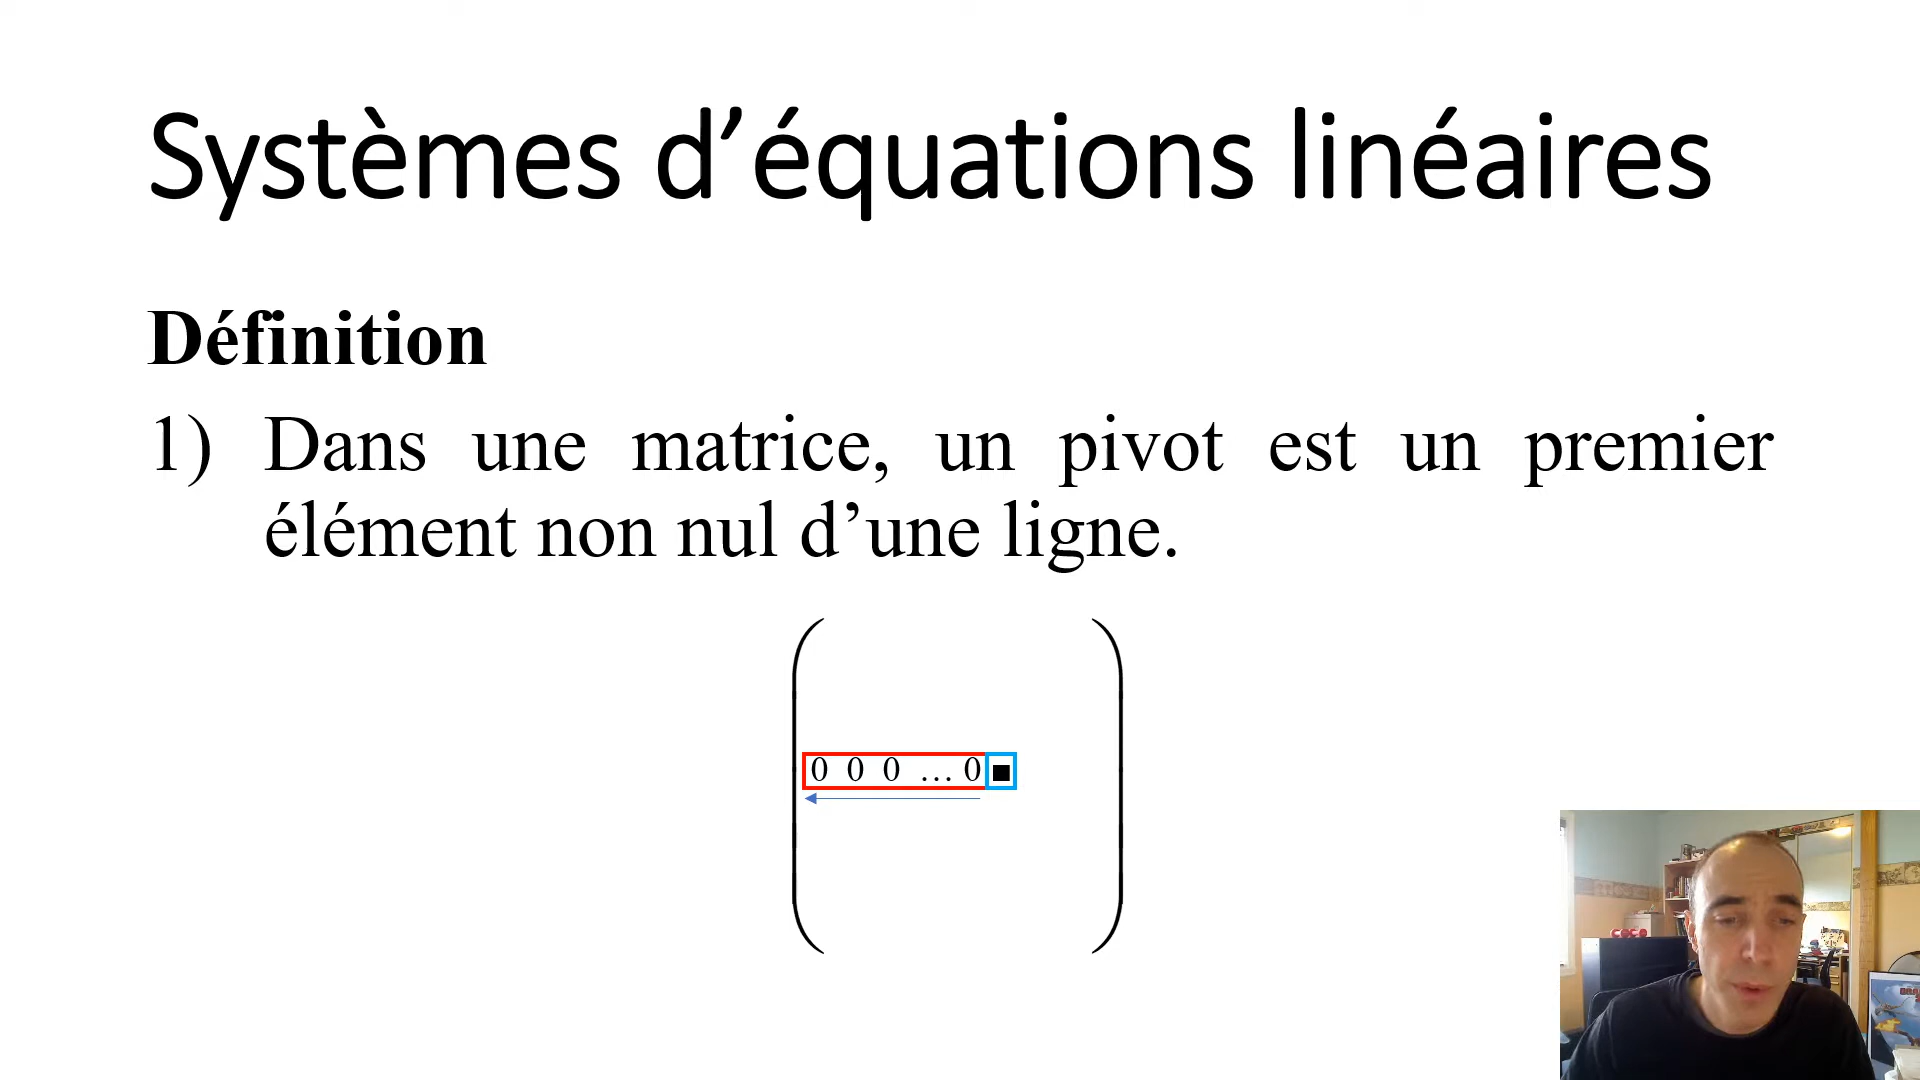 Systèmes d’équations linéaires
Définition
1) Dans une matrice, un pivot est un premier
élément non nul d’une ligne.
0 0 0 … 0 ■